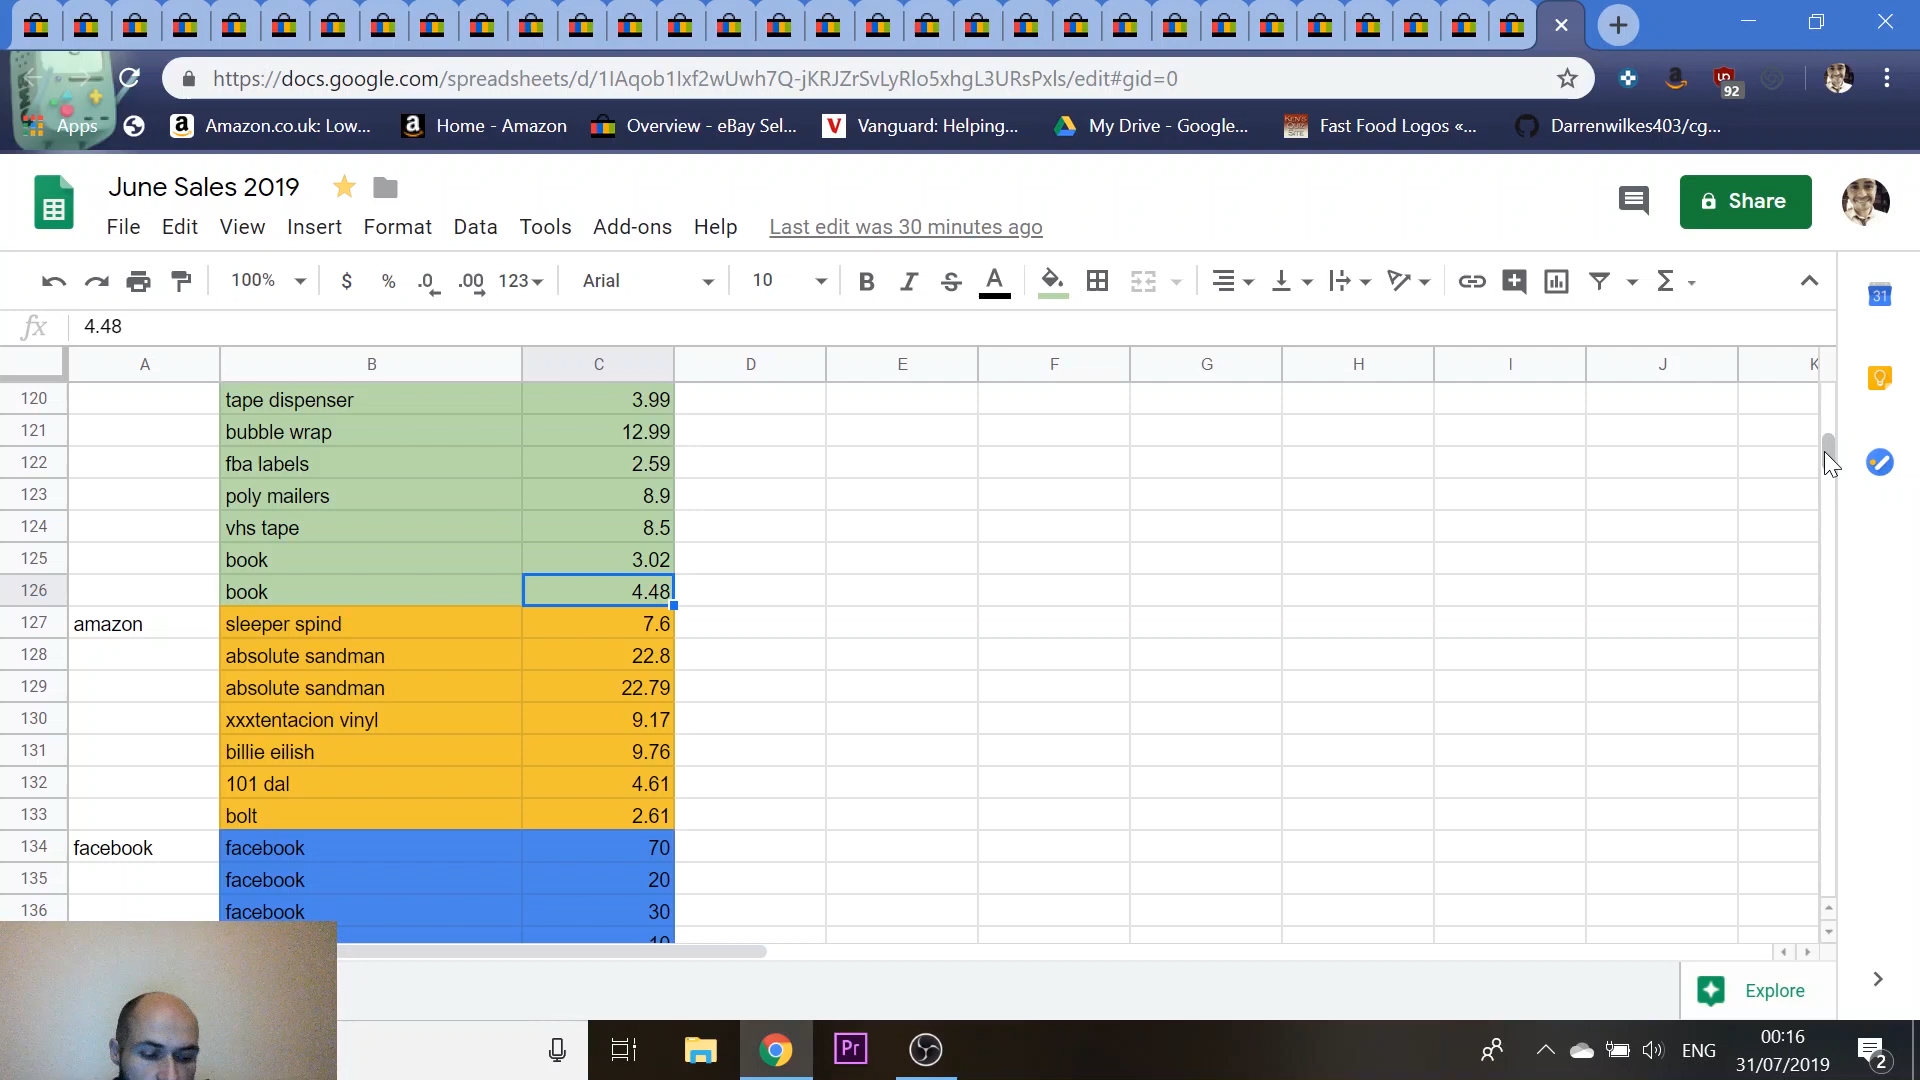 https://docs.google.com/spreadsheets/d/1IAqob1Ixf2wUwh7Q-jKRJZrSvLyRlo5xhgL3URsPxls/edit#gid=0
92
Apps
Amazon.co.uk: Low...
Home - Amazon
Overview - eBay Sel...
Vanguard: Helping...
My Drive - Google...
Fast Food Logos «...
Darrenwilkes403/cg...
June Sales 2019
Share
File Edit View Insert Format Data Tools Add-ons Help Last edit was 30 minutes ago
100% $ % .0 .00 123 Arial 10 B I S A Σ
31
fx 4.48
A B C D E F G H I J K
120 tape dispenser 3.99
121 bubble wrap 12.99
122 fba labels 2.59
123 poly mailers 8.9
124 vhs tape 8.5
125 book 3.02
126 book 4.48
127 amazon sleeper spind 7.6
128 absolute sandman 22.8
129 absolute sandman 22.79
130 xxxtentacion vinyl 9.17
131 billie eilish 9.76
132 101 dal 4.61
133 bolt 2.61
134 facebook facebook 70
135 facebook 20
136 facebook 30
10
Explore
Pr
ENG
00:16
31/07/2019
2